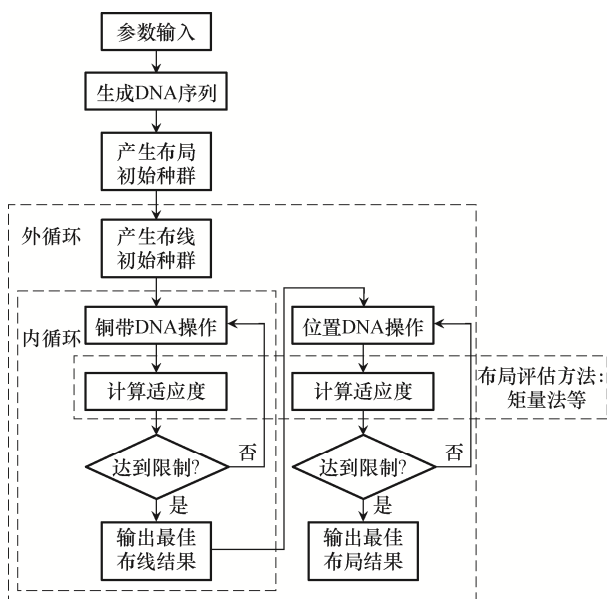 参数输入
生成DNA序列
产生布局
初始种群
外循环
产生布线
初始种群
内循环
铜带DNA操作
位置DNA操作
计算适应度
计算适应度
布局评估方法:
矩量法等
达到限制?
否
达到限制?
否
是
是
输出最佳
布线结果
输出最佳
布局结果